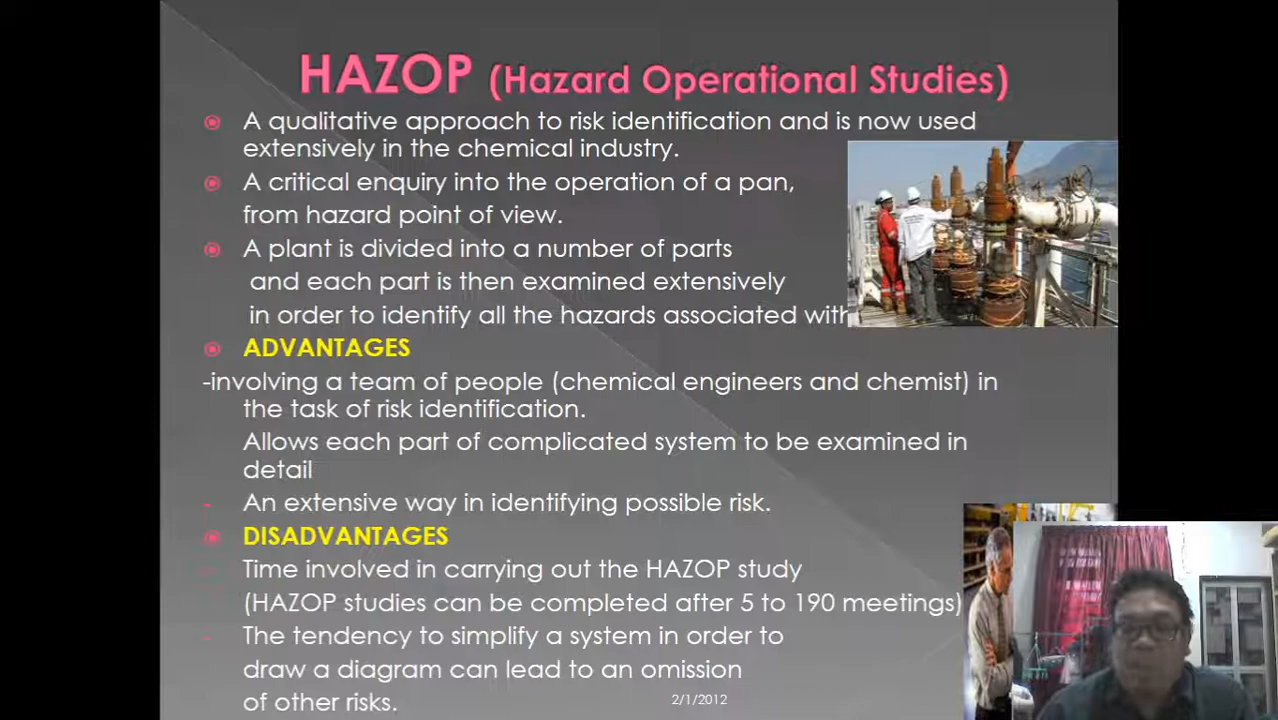 HAZOP (Hazard Operational Studies)
A qualitative approach to risk identification and is now used
extensively in the chemical industry.
A critical enquiry into the operation of a pan,
from hazard point of view.
A plant is divided into a number of parts
and each part is then examined extensively
in order to identify all the hazards associated with
ADVANTAGES
-involving a team of people (chemical engineers and chemist) in
the task of risk identification.
Allows each part of complicated system to be examined in
detail
- An extensive way in identifying possible risk.
DISADVANTAGES
- Time involved in carrying out the HAZOP study
(HAZOP studies can be completed after 5 to 190 meetings)
- The tendency to simplify a system in order to
draw a diagram can lead to an omission
of other risks.
2/1/2012